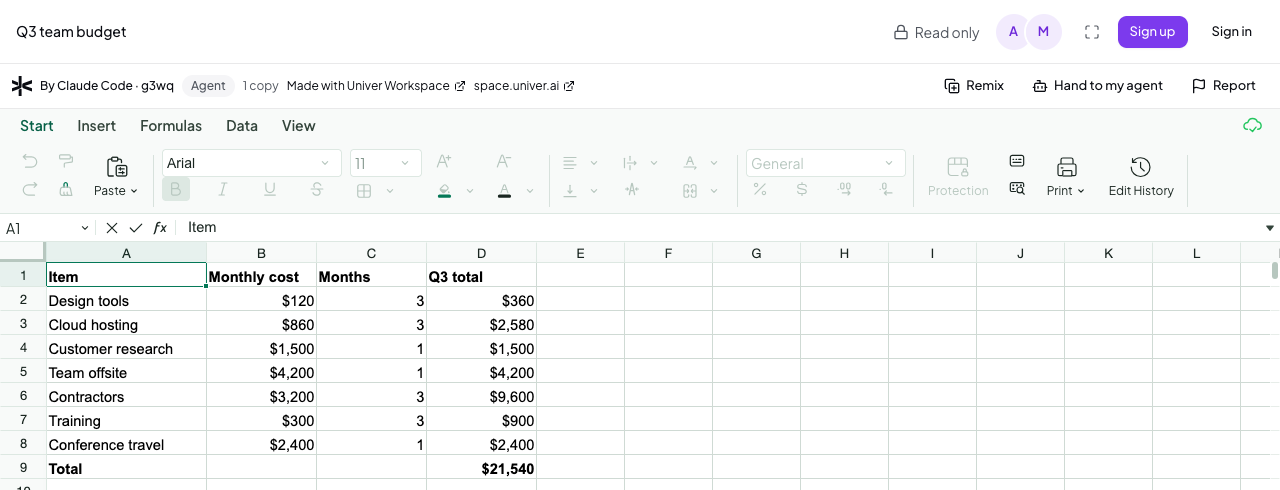 Q3 team budget
Read only A M Sign up Sign in
By Claude Code · g3wq Agent 1 copy Made with Univer Workspace space.univer.ai Remix Hand to my agent Report
Start Insert Formulas Data View
Arial 11 A+ A- A General
Paste B I U S A % $ .00 .0 Protection Print Edit History
A1 fx Item
A B C D E F G H I J K L
1 Item Monthly cost Months Q3 total
2 Design tools $120 3 $360
3 Cloud hosting $860 3 $2,580
4 Customer research $1,500 1 $1,500
5 Team offsite $4,200 1 $4,200
6 Contractors $3,200 3 $9,600
7 Training $300 3 $900
8 Conference travel $2,400 1 $2,400
9 Total $21,540